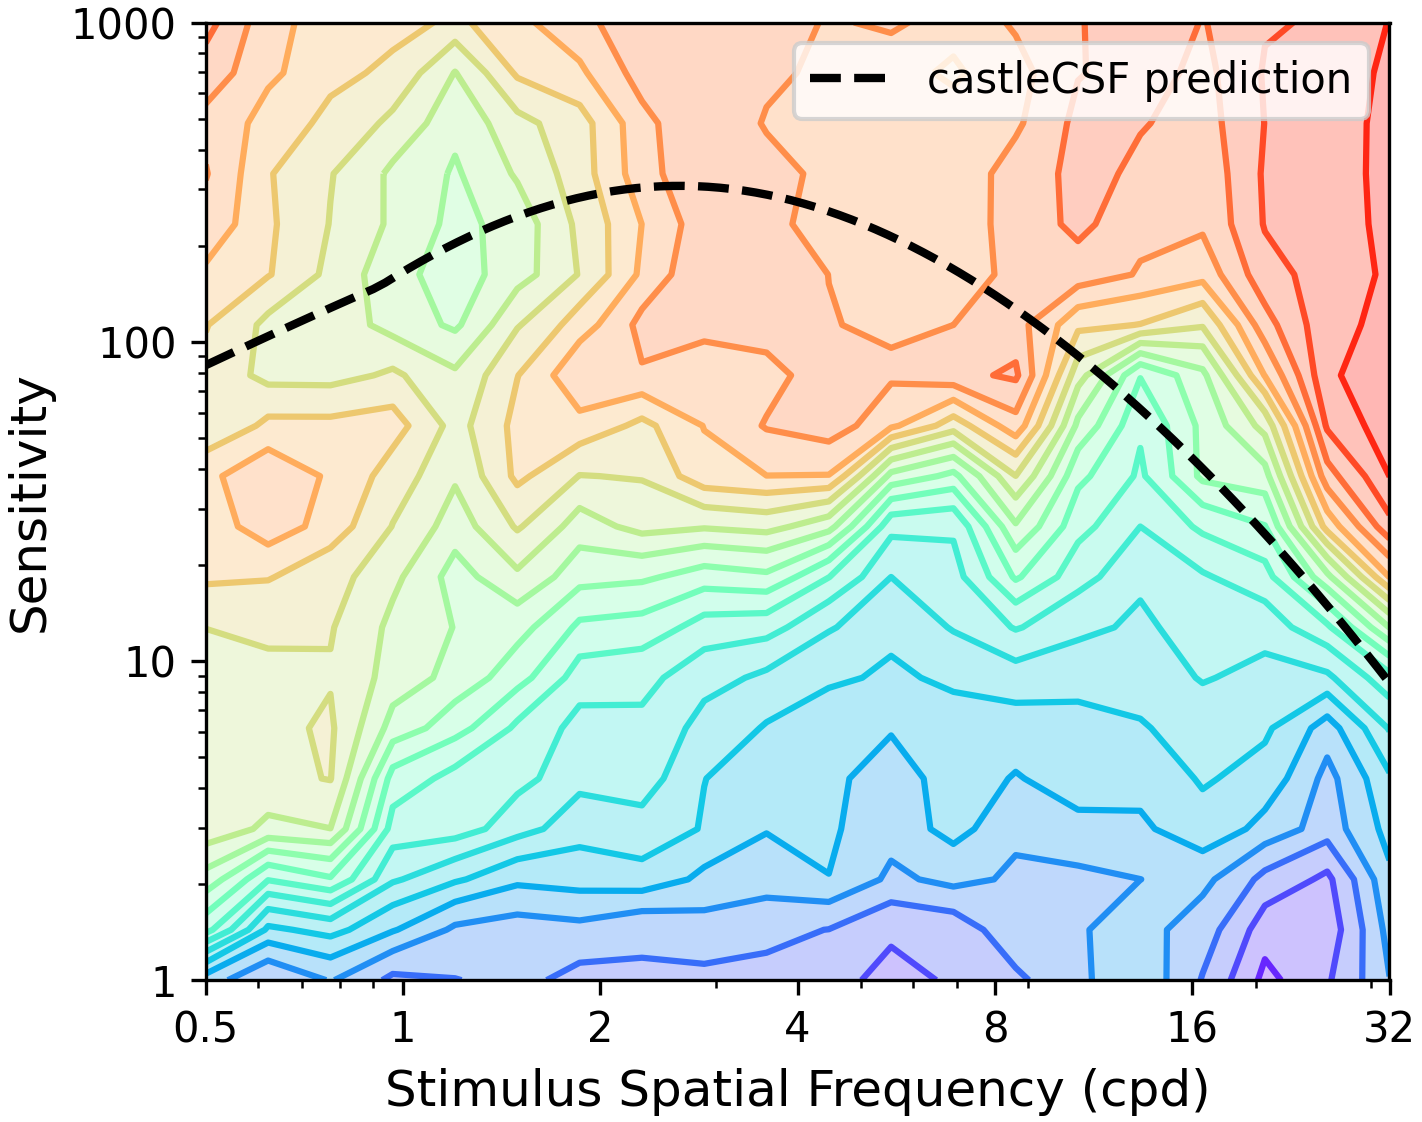 1000
100
10
1
Sensitivity
castleCSF prediction
0.5 1 2 4 8 16 32
Stimulus Spatial Frequency (cpd)